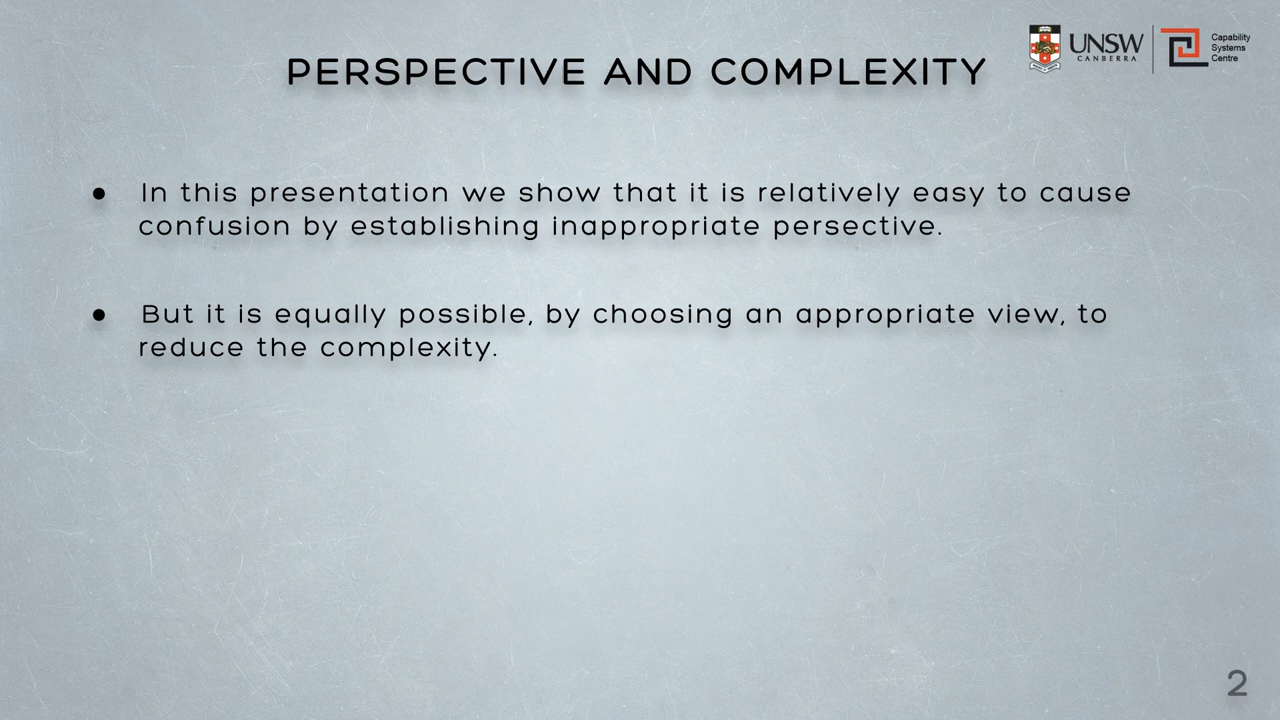 PERSPECTIVE AND COMPLEXITY
UNSW
CANBERRA
Capability
Systems
Centre
● In this presentation we show that it is relatively easy to cause
confusion by establishing inappropriate persective.
● But it is equally possible, by choosing an appropriate view, to
reduce the complexity.
2